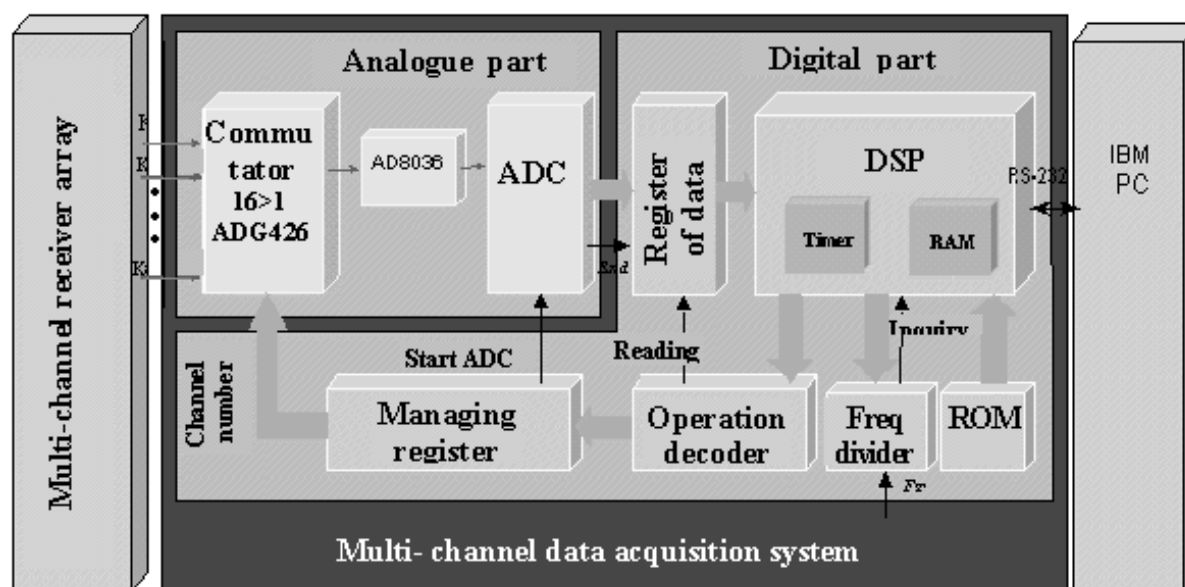 Multi-channel receiver array
Analogue part
Digital part
K
K
K
Commu
tator
16>1
ADG426
AD8036
ADC
End
Register
of data
DSP
Timer
RAM
RS-232
IBM
PC
Channel
number
Start ADC
Reading
Inquiry
Managing
register
Operation
decoder
Freq
divider
ROM
Multi- channel data acquisition system